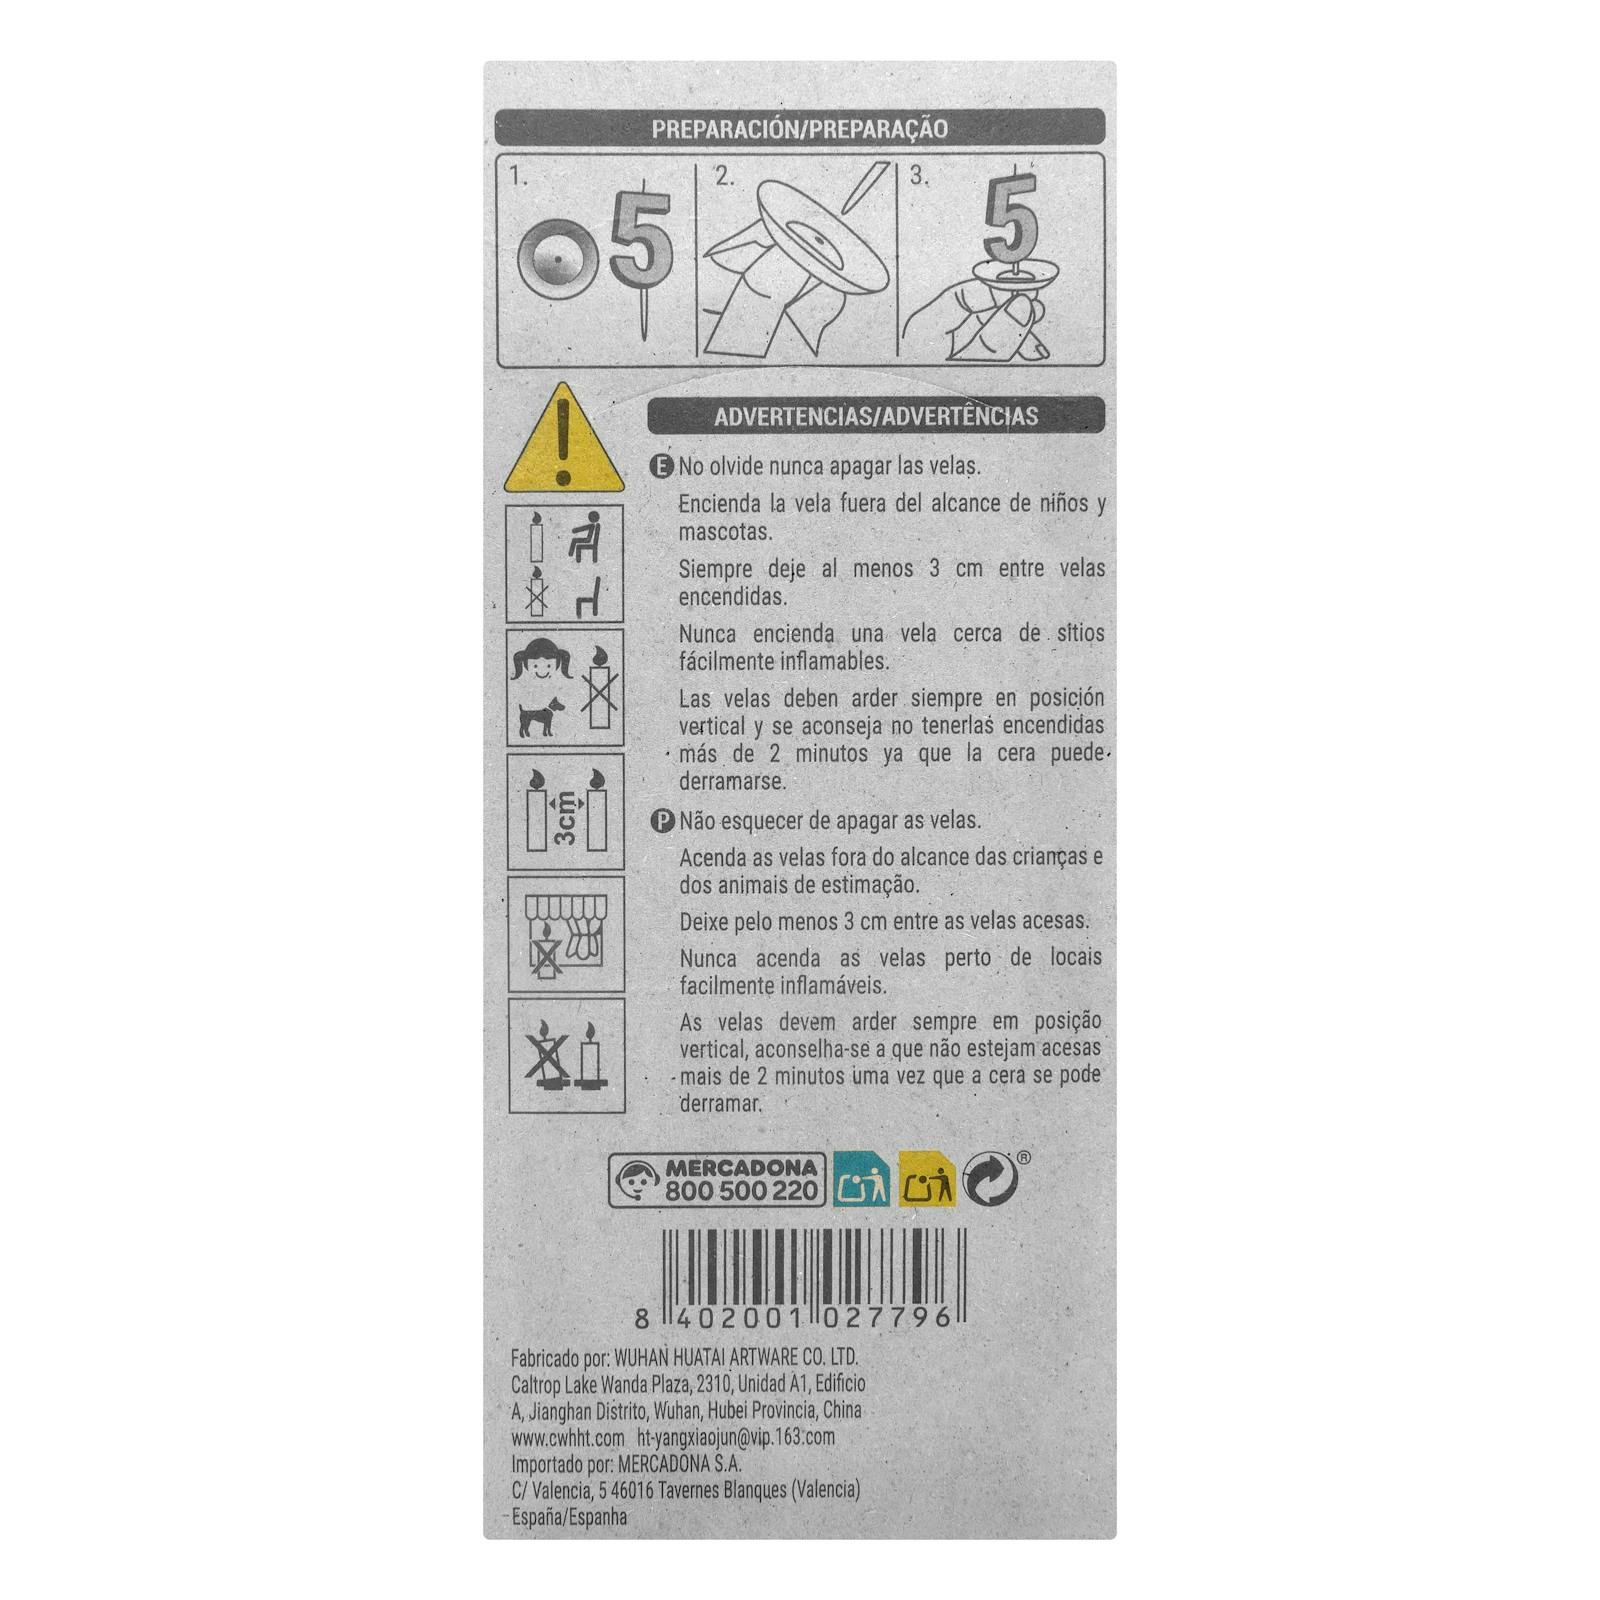 PREPARACIÓN/PREPARAÇÃO
1.
2.
3.
5
5
ADVERTENCIAS/ADVERTÊNCIAS
E No olvide nunca apagar las velas.
Encienda la vela fuera del alcance de niños y
mascotas.
Siempre deje al menos 3 cm entre velas
encendidas.
Nunca encienda una vela cerca de sitios
fácilmente inflamables.
Las velas deben arder siempre en posición
vertical y se aconseja no tenerlas encendidas
más de 2 minutos ya que la cera puede
derramarse.
3cm
P Não esquecer de apagar as velas.
Acenda as velas fora do alcance das crianças e
dos animais de estimação.
Deixe pelo menos 3 cm entre as velas acesas.
Nunca acenda as velas perto de locais
facilmente inflamáveis.
As velas devem arder sempre em posição
vertical, aconselha-se a que não estejam acesas
mais de 2 minutos uma vez que a cera se pode
derramar.
MERCADONA
800 500 220
®
8 402001 027796
Fabricado por: WUHAN HUATAI ARTWARE CO. LTD.
Caltrop Lake Wanda Plaza, 2310, Unidad A1, Edificio
A, Jianghan Distrito, Wuhan, Hubei Provincia, China
www.cwhht.com ht-yangxiaojun@vip.163.com
Importado por: MERCADONA S.A.
C/ Valencia, 5 46016 Tavernes Blanques (Valencia)
España/Espanha